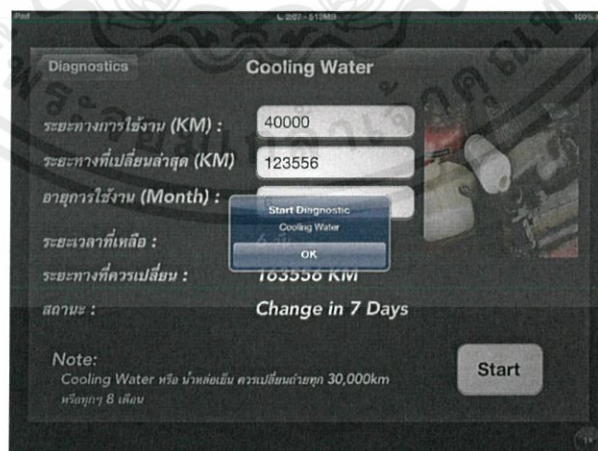 iPad
2:07 - 513MB
100%
Diagnostics
Cooling Water
ระยะทางการใช้งาน (KM) :
40000
ระยะทางที่เปลี่ยนล่าสุด (KM)
123556
อายุการใช้งาน (Month) :
Start Diagnostic
Cooling Water
OK
ระยะเวลาที่เหลือ :
6 วัน
ระยะทางที่ควรเปลี่ยน :
163556 KM
สถานะ :
Change in 7 Days
Note:
Cooling Water หรือ น้ำหล่อเย็น ควรเปลี่ยนถ่ายทุก 30,000km
หรือทุกๆ 8 เดือน
Start